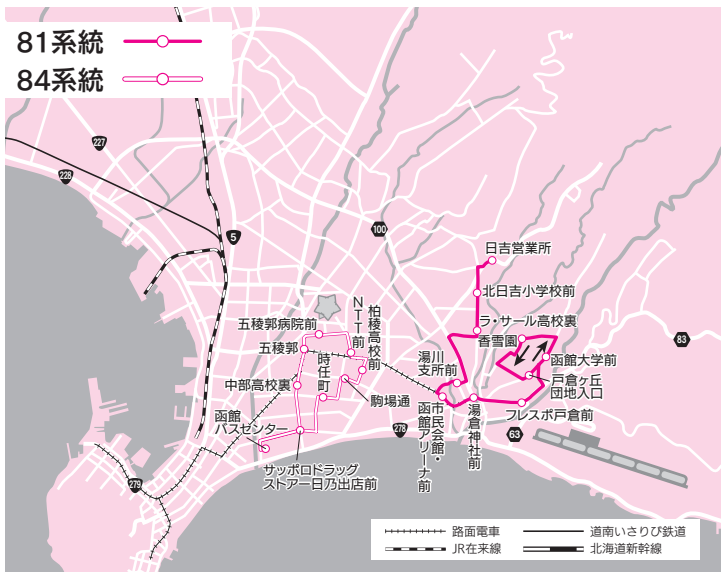 81系統
84系統
227
228
5
100
日吉営業所
北日吉小学校前
ラ・サール高校裏
香雪園
函館大学前
83
戸倉ヶ丘
団地入口
フレスポ戸倉前
63
湯川
支所前
湯倉神社前
市民会館・
函館アリーナ前
278
五稜郭病院前
五稜郭
NTT前
柏稜高校前
時任町
中部高校裏
駒場通
函館
バスセンター
サッポロドラッグ
ストアー日乃出店前
279
路面電車
JR在来線
道南いさりび鉄道
北海道新幹線